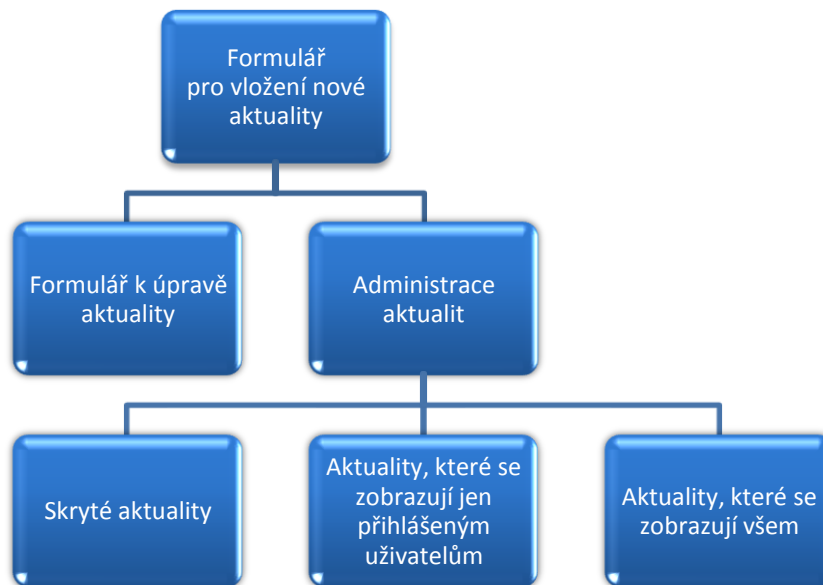 Formulář
pro vložení nové
aktuality
Formulář k úpravě
aktuality
Administrace
aktualit
Skryté aktuality
Aktuality, které se
zobrazují jen
přihlášeným
uživatelům
Aktuality, které se
zobrazují všem